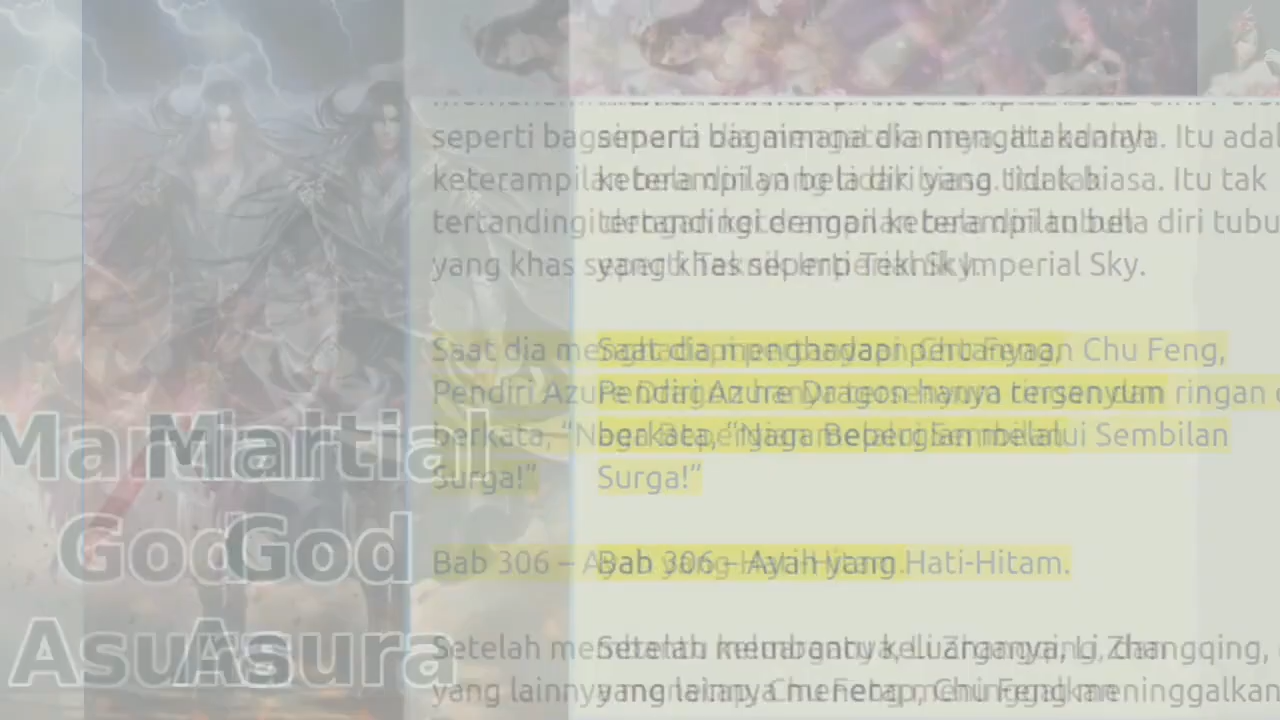 Martial
God
Asura
seperti bagaimana dia mengatakannya. Itu adalah
keterampilan bela diri yang tidak biasa. Itu tak
tertandingi dengan keterampilan bela diri tubuh
yang khas seperti Teknik Imperial Sky.
Saat dia menghadapi pertanyaan Chu Feng,
Pendiri Azure Dragon hanya tersenyum ringan dan
berkata, “Naga Bepergian melalui Sembilan
Surga!”
Bab 306 – Ayah yang Hati-Hitam.
Setelah membantu keluarganya, Li Zhangqing,
yang lainnya menetap, Chu Feng meninggalkan